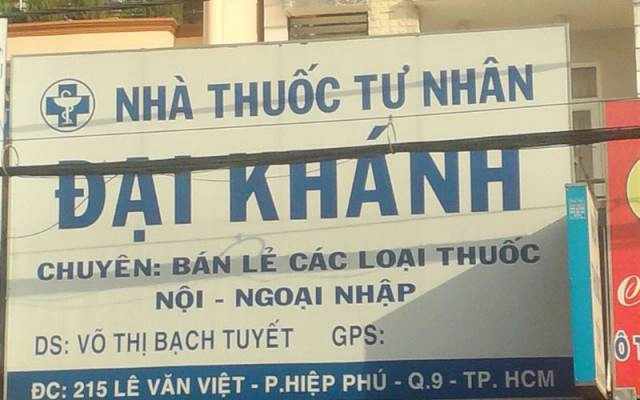 NHÀ THUỐC TƯ NHÂN
ĐẠI KHÁNH
CHUYÊN: BÁN LẺ CÁC LOẠI THUỐC
NỘI - NGOẠI NHẬP
DS: VÕ THỊ BẠCH TUYẾT GPS:
ĐC: 215 LÊ VĂN VIỆT - P.HIỆP PHÚ - Q.9 - TP. HCM